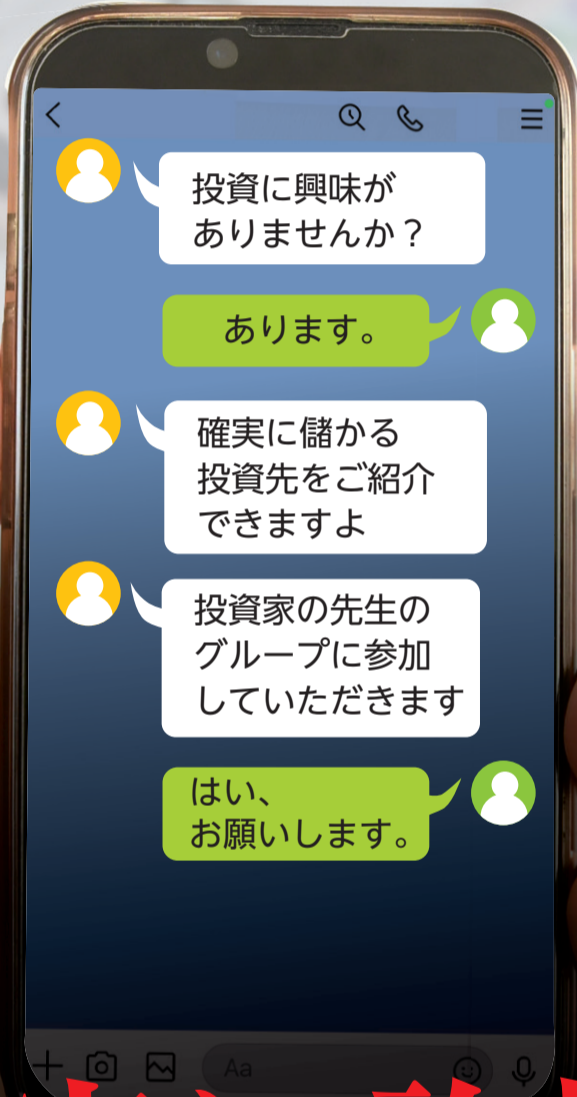 投資に興味が
ありませんか？
あります。
確実に儲かる
投資先をご紹介
できますよ
投資家の先生の
グループに参加
していただきます
はい、
お願いします。
Aa